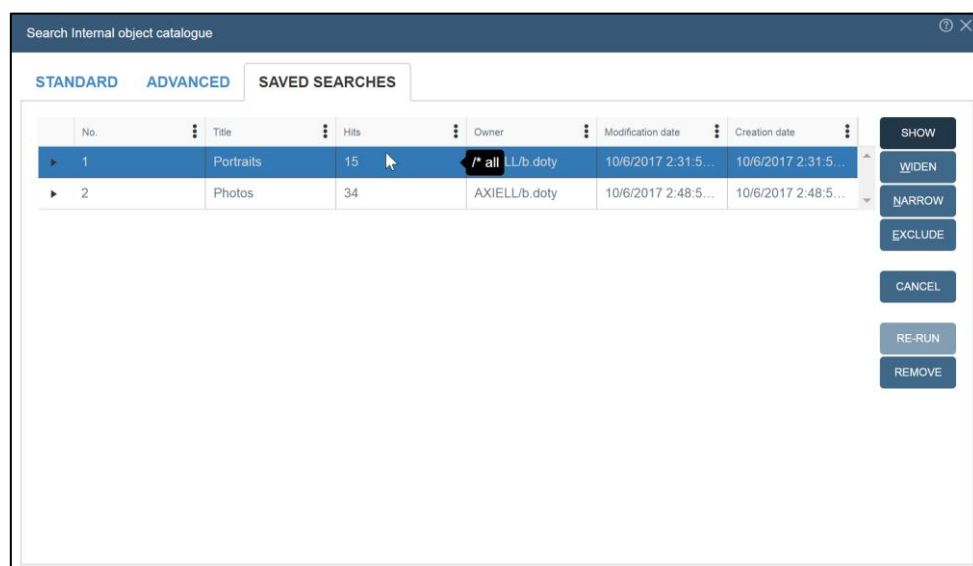 Search Internal object catalogue
STANDARD ADVANCED SAVED SEARCHES
No. Title Hits Owner Modification date Creation date
1 Portraits 15 /* all LL/b.doty 10/6/2017 2:31:5... 10/6/2017 2:31:5...
2 Photos 34 AXIELL/b.doty 10/6/2017 2:48:5... 10/6/2017 2:48:5...
SHOW
WIDEN
NARROW
EXCLUDE
CANCEL
RE-RUN
REMOVE